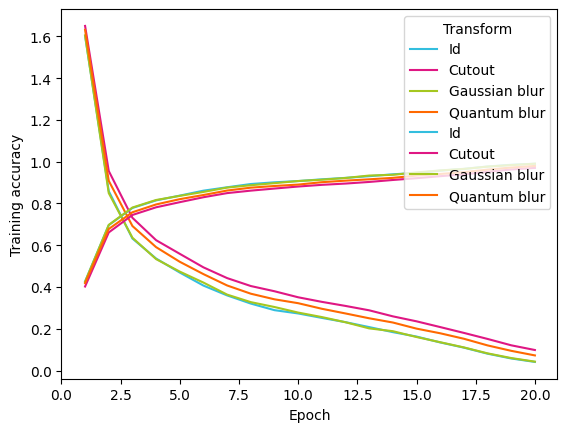 Transform
Id
Cutout
Gaussian blur
Quantum blur
Id
Cutout
Gaussian blur
Quantum blur
Training accuracy
1.6
1.4
1.2
1.0
0.8
0.6
0.4
0.2
0.0
0.0
2.5
5.0
7.5
10.0
12.5
15.0
17.5
20.0
Epoch